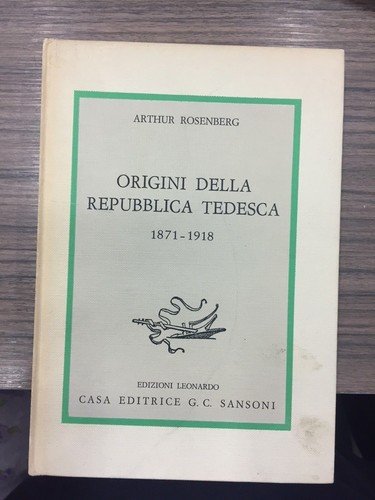 ARTHUR ROSENBERG
ORIGINI DELLA
REPUBBLICA TEDESCA
1871-1918
EDIZIONI LEONARDO
CASA EDITRICE G. C. SANSONI